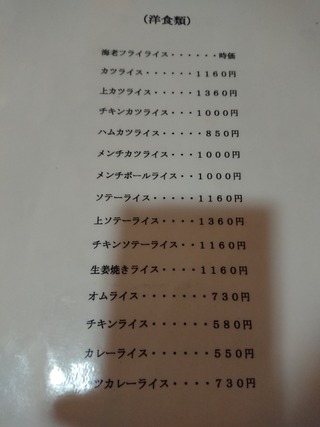 （洋食類）
海老フライライス・・・・・・時価
カツライス・・・・・１１６０円
上カツライス・・・・１３６０円
チキンカツライス・・・１０００円
ハムカツライス・・・・８５０円
メンチカツライス・・・１０００円
メンチボールライス・・１０００円
ソテーライス・・・・・１１６０円
上ソテーライス・・・・１３６０円
チキンソテーライス・・１１６０円
生姜焼きライス・・・・１１６０円
オムライス・・・・・・・７３０円
チキンライス・・・・・５８０円
カレーライス・・・・・５５０円
ツカレーライス・・・・７３０円